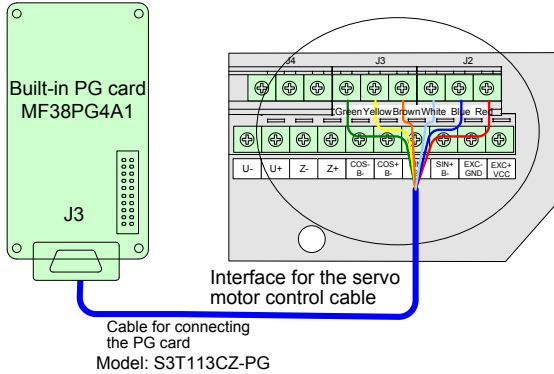 Built-in PG card
MF38PG4A1
J3
J4
J3
J2
Green Yellow Brown White Blue Red
U-
U+
Z-
Z+
COS-
B-
COS+
B-
SIN+
B-
EXC-
GND
EXC+
VCC
Interface for the servo
motor control cable
Cable for connecting
the PG card
Model: S3T113CZ-PG